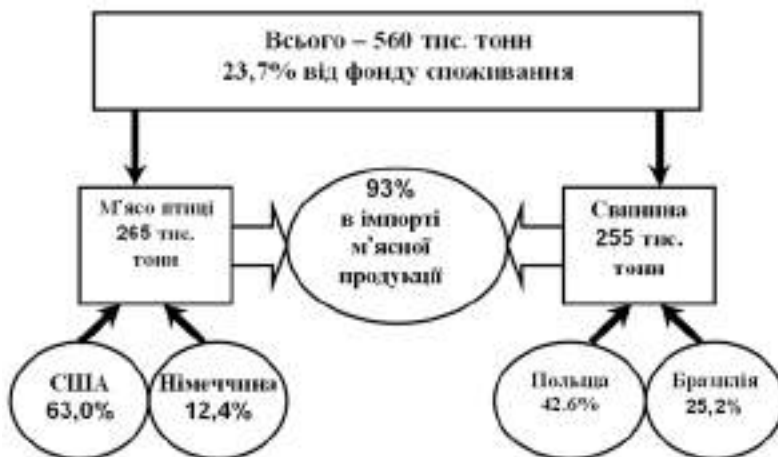 Всього – 560 тис. тонн
23,7% від фонду споживання
М'ясо птиці
265 тис.
тонн
93%
в імпорті
м'ясної
продукції
Свинина
255 тис.
тонн
США
63,0%
Німеччина
12,4%
Польща
42.6%
Бразилія
25,2%